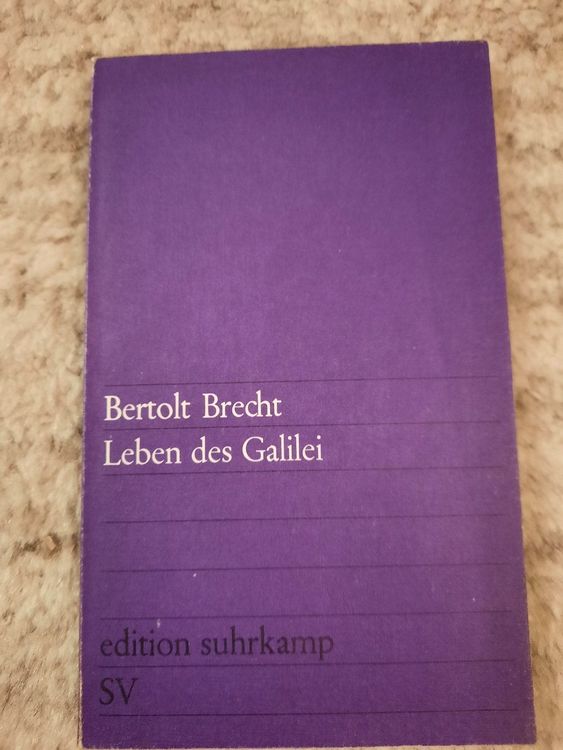 Bertolt Brecht
Leben des Galilei
edition suhrkamp
SV